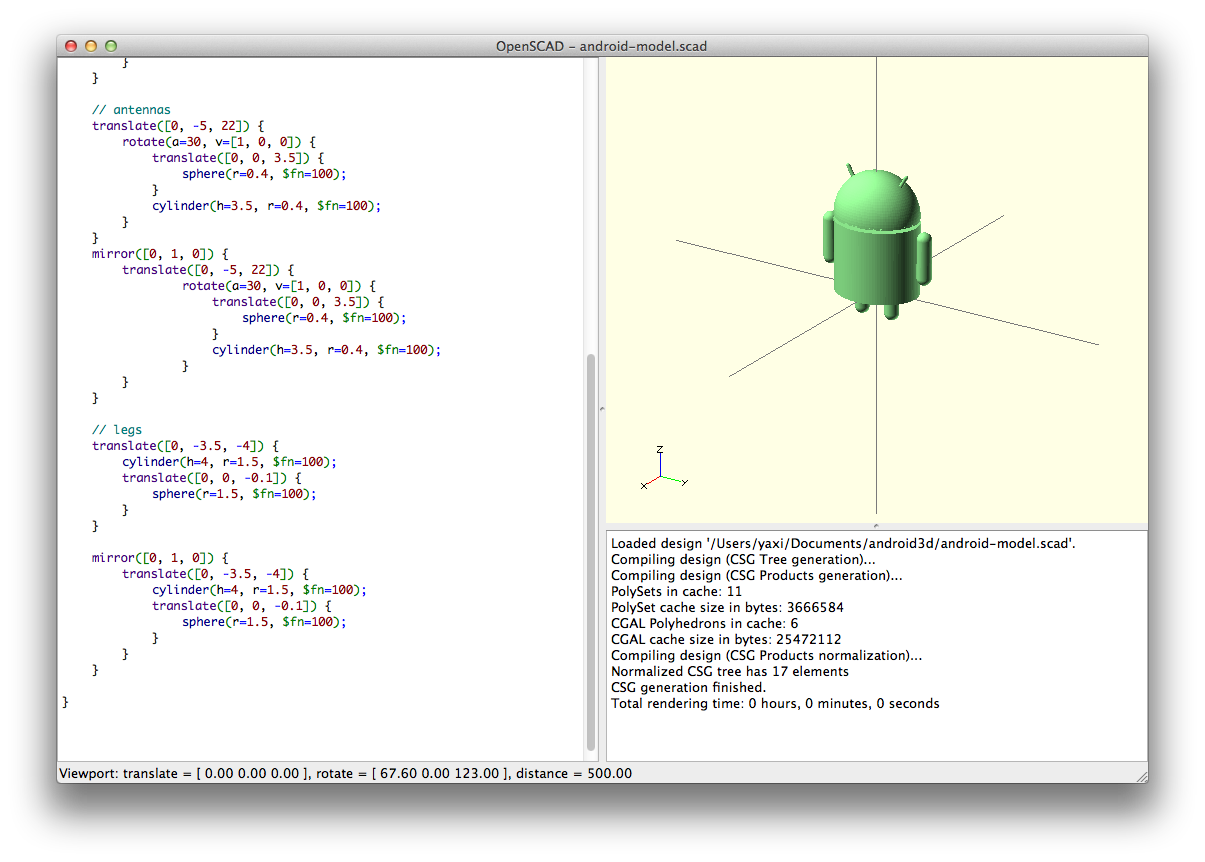 OpenSCAD – android-model.scad
}
}
// antennas
translate([0, -5, 22]) {
rotate(a=30, v=[1, 0, 0]) {
translate([0, 0, 3.5]) {
sphere(r=0.4, $fn=100);
}
cylinder(h=3.5, r=0.4, $fn=100);
}
}
mirror([0, 1, 0]) {
translate([0, -5, 22]) {
rotate(a=30, v=[1, 0, 0]) {
translate([0, 0, 3.5]) {
sphere(r=0.4, $fn=100);
}
cylinder(h=3.5, r=0.4, $fn=100);
}
}
}
// legs
translate([0, -3.5, -4]) {
cylinder(h=4, r=1.5, $fn=100);
translate([0, 0, -0.1]) {
sphere(r=1.5, $fn=100);
}
}
mirror([0, 1, 0]) {
translate([0, -3.5, -4]) {
cylinder(h=4, r=1.5, $fn=100);
translate([0, 0, -0.1]) {
sphere(r=1.5, $fn=100);
}
}
}
}
Z
X
Y
Loaded design '/Users/yaxi/Documents/android3d/android-model.scad'.
Compiling design (CSG Tree generation)...
Compiling design (CSG Products generation)...
PolySets in cache: 11
PolySet cache size in bytes: 3666584
CGAL Polyhedrons in cache: 6
CGAL cache size in bytes: 25472112
Compiling design (CSG Products normalization)...
Normalized CSG tree has 17 elements
CSG generation finished.
Total rendering time: 0 hours, 0 minutes, 0 seconds
Viewport: translate = [ 0.00 0.00 0.00 ], rotate = [ 67.60 0.00 123.00 ], distance = 500.00